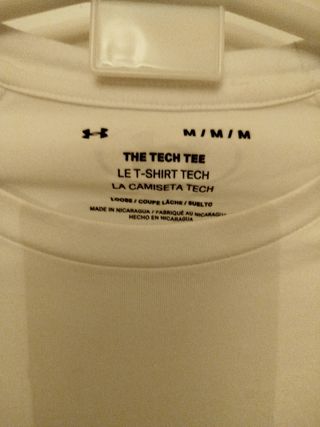 M / M / M
THE TECH TEE
LE T-SHIRT TECH
LA CAMISETA TECH
LOOSE / COUPE LÂCHE / SUELTO
MADE IN NICARAGUA / FABRIQUÉ AU NICARAGUA
HECHO EN NICARAGUA